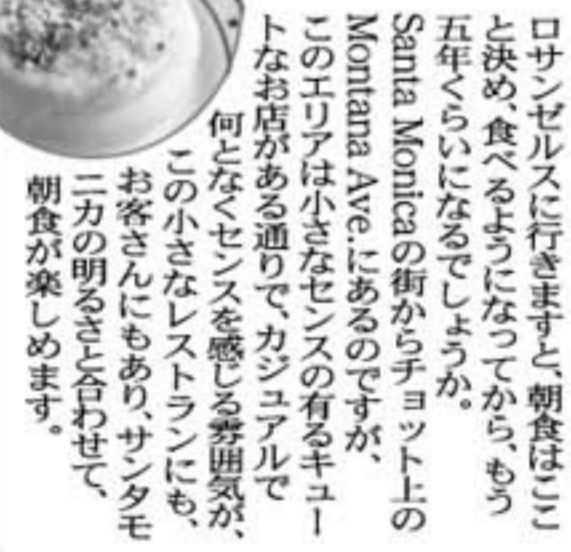 ロサンゼルスに行きますと、朝食はここ
と決め、食べるようになってから、もう
五年くらいになるでしょうか。
Santa Monicaの街からチョット上の
Montana Ave.にあるのですが、
このエリアは小さなセンスの有るキュー
トなお店がある通りで、カジュアルで
何となくセンスを感じる雰囲気が、
この小さなレストランにも、
お客さんにもあり、サンタモ
ニカの明るさと合わせて、
朝食が楽しめます。